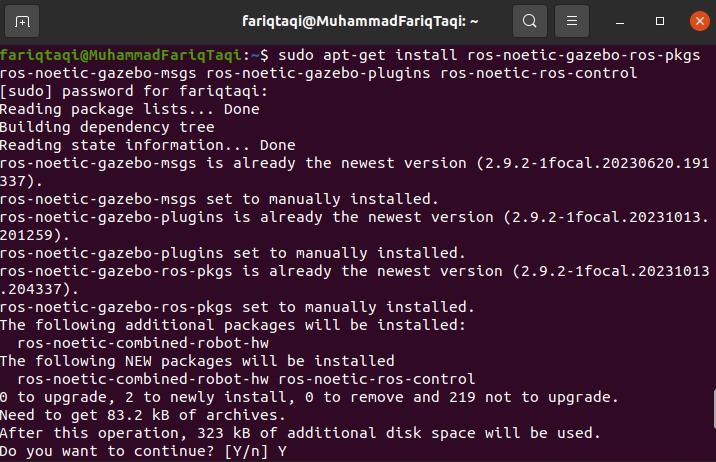 fariqtaqi@MuhammadFariqTaqi: ~
fariqtaqi@MuhammadFariqTaqi:~$ sudo apt-get install ros-noetic-gazebo-ros-pkgs
ros-noetic-gazebo-msgs ros-noetic-gazebo-plugins ros-noetic-ros-control
[sudo] password for fariqtaqi:
Reading package lists... Done
Building dependency tree
Reading state information... Done
ros-noetic-gazebo-msgs is already the newest version (2.9.2-1focal.20230620.191
337).
ros-noetic-gazebo-msgs set to manually installed.
ros-noetic-gazebo-plugins is already the newest version (2.9.2-1focal.20231013.
201259).
ros-noetic-gazebo-plugins set to manually installed.
ros-noetic-gazebo-ros-pkgs is already the newest version (2.9.2-1focal.20231013
.204337).
ros-noetic-gazebo-ros-pkgs set to manually installed.
The following additional packages will be installed:
  ros-noetic-combined-robot-hw
The following NEW packages will be installed
  ros-noetic-combined-robot-hw ros-noetic-ros-control
0 to upgrade, 2 to newly install, 0 to remove and 219 not to upgrade.
Need to get 83.2 kB of archives.
After this operation, 323 kB of additional disk space will be used.
Do you want to continue? [Y/n] Y